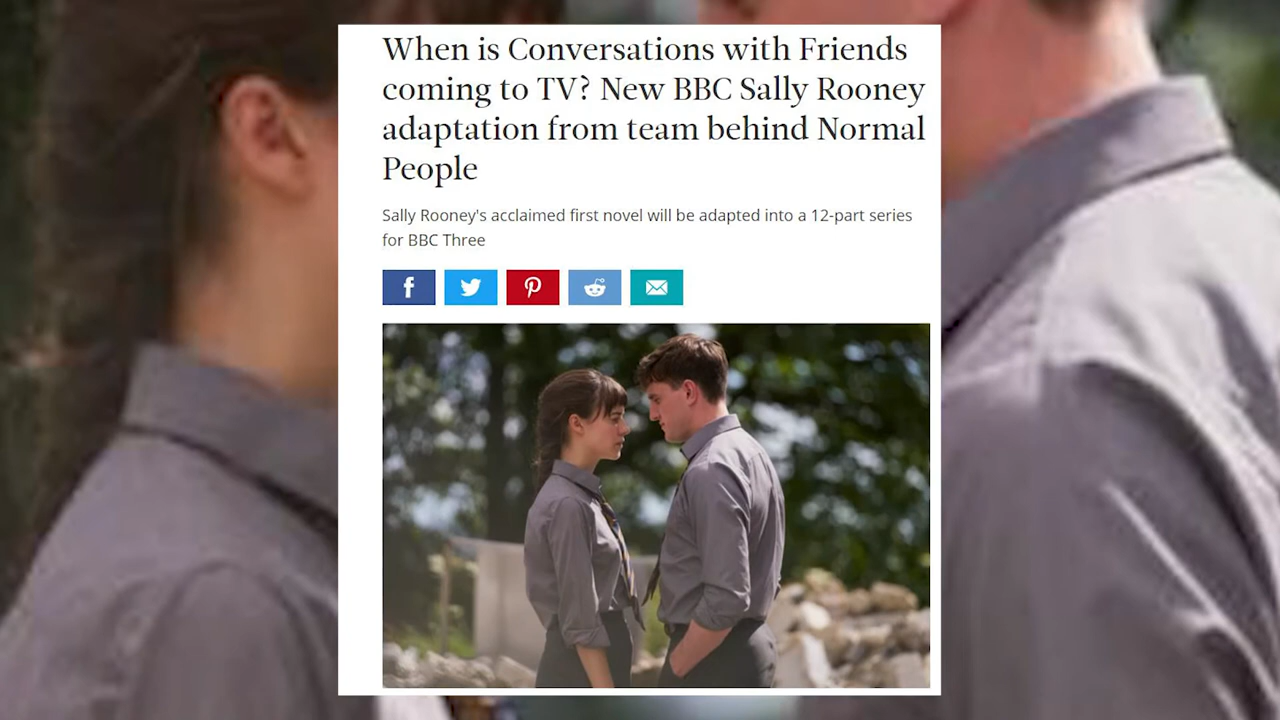 When is Conversations with Friends
coming to TV? New BBC Sally Rooney
adaptation from team behind Normal
People
Sally Rooney's acclaimed first novel will be adapted into a 12-part series
for BBC Three